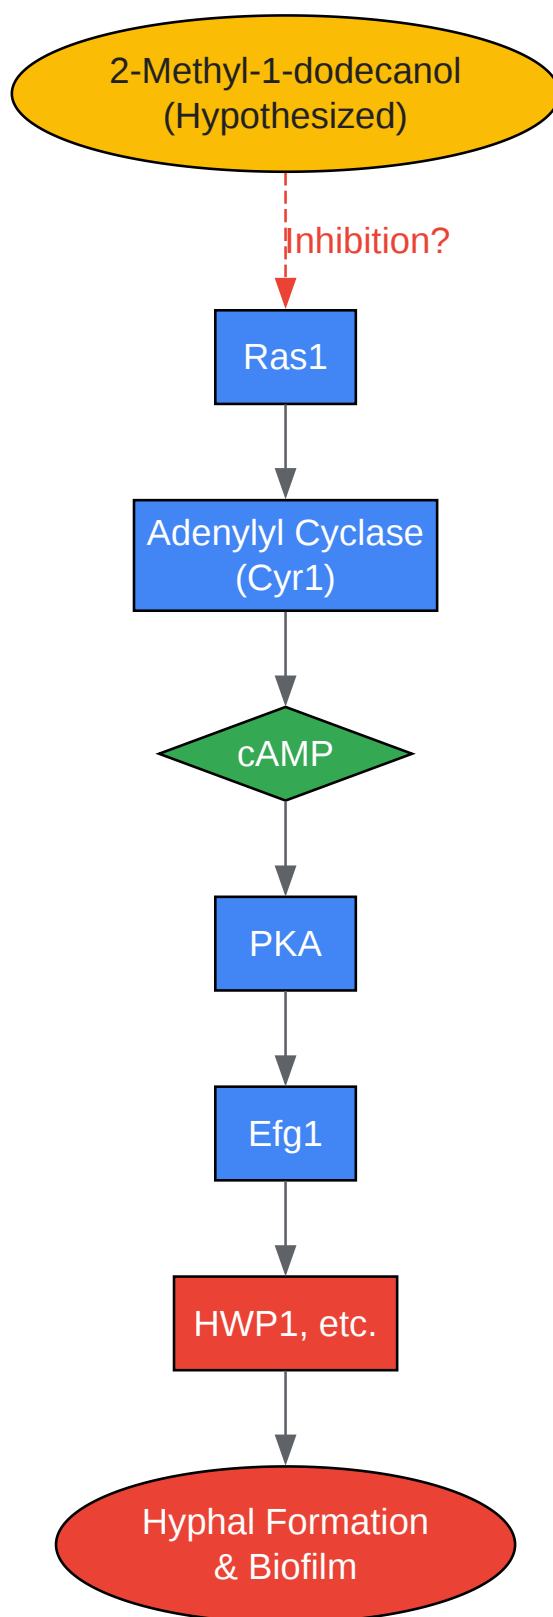 2-Methyl-1-dodecanol
(Hypothesized)
Inhibition?
Ras1
Adenylyl Cyclase
(Cyr1)
cAMP
PKA
Efg1
HWP1, etc.
Hyphal Formation
& Biofilm